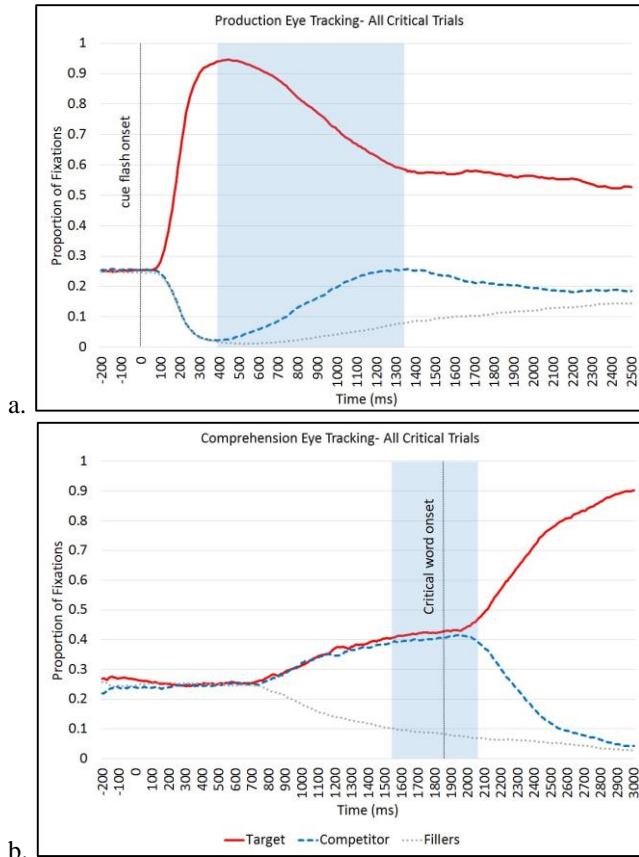 Production Eye Tracking- All Critical Trials
1
0.9
0.8
0.7
0.6
0.5
0.4
0.3
0.2
0.1
0
Proportion of Fixations
cue flash onset
-200 -100 0 100 200 300 400 600 700 800 900 1000 1100 1200 1300 1500 1600 1700 1800 1900 2000 2100 2200 2300 2400 2500
Time (ms)
a.
Comprehension Eye Tracking- All Critical Trials
1
0.9
0.8
0.7
0.6
0.5
0.4
0.3
0.2
0.1
0
Proportion of Fixations
Critical word onset
-200 -100 0 100 200 300 400 500 600 800 900 1000 1100 1200 1300 1500 1600 1700 1800 1900 2100 2200 2300 2400 2500 2600 2800 2900 3000
Time (ms)
Target Competitor Fillers
b.